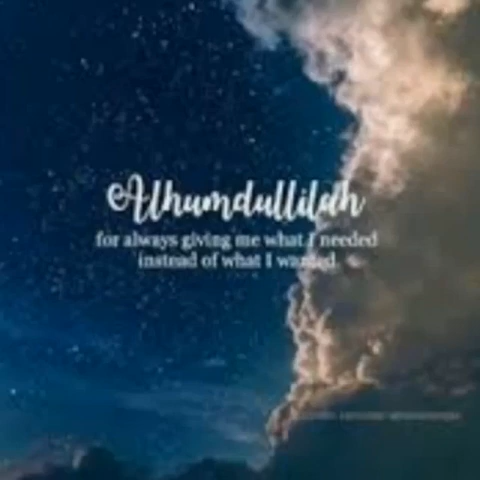 Alhumdullilah
for always giving me what I needed
instead of what I wanted